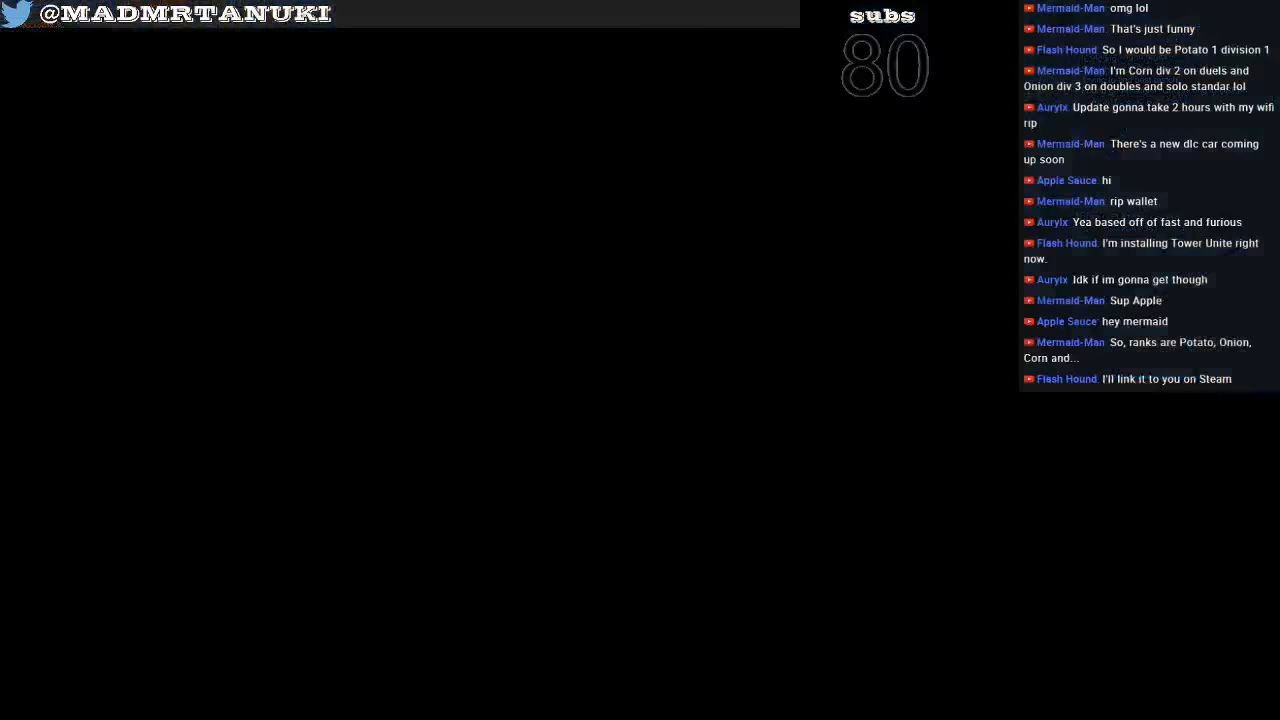 @MADMRTANUKI
subs
80
Mermaid-Man: omg lol
Mermaid-Man: That's just funny
Flash Hound: So I would be Potato 1 division 1
Mermaid-Man: I'm Corn div 2 on duels and
Onion div 3 on doubles and solo standar lol
Aurylx: Update gonna take 2 hours with my wifi
rip
Mermaid-Man: There's a new dlc car coming
up soon
Apple Sauce: hi
Mermaid-Man: rip wallet
Aurylx: Yea based off of fast and furious
Flash Hound: I'm installing Tower Unite right
now.
Aurylx: Idk if im gonna get though
Mermaid-Man: Sup Apple
Apple Sauce: hey mermaid
Mermaid-Man: So, ranks are Potato, Onion,
Corn and...
Flash Hound: I'll link it to you on Steam